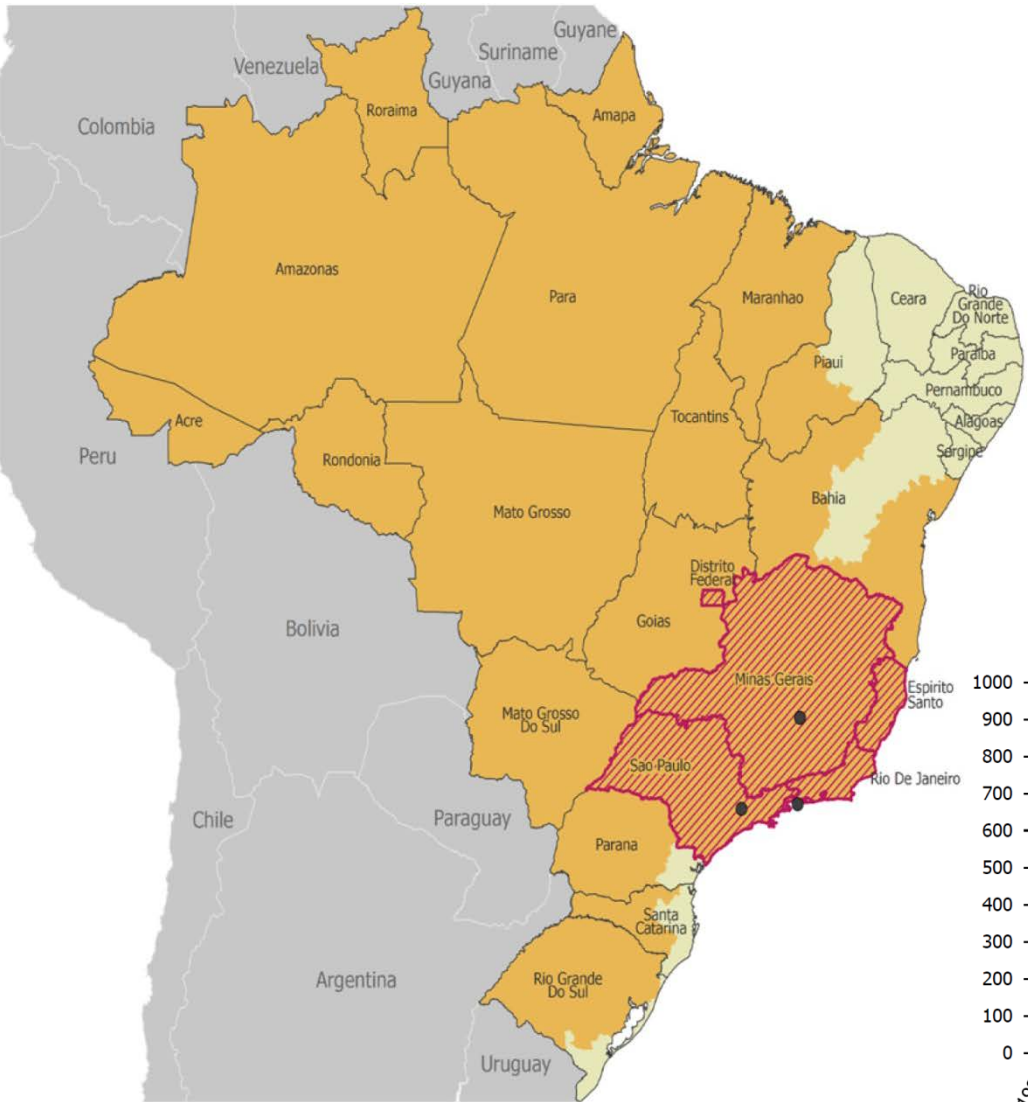 Guyane
Suriname
Venezuela
Guyana
Roraima
Amapa
Colombia
Amazonas
Para
Maranhao
Ceara
Rio
Grande
Do Norte
Piaui
Paraiba
Pernambuco
Acre
Tocantins
Alagoas
Peru
Rondonia
Sergipe
Mato Grosso
Bahia
Distrito
Federal
Goias
Bolivia
Minas Gerais
Espirito
Santo
Mato Grosso
Do Sul
Sao Paulo
Rio De Janeiro
Chile
Paraguay
Parana
Santa
Catarina
Argentina
Rio Grande
Do Sul
Uruguay
1000
900
800
700
600
500
400
300
200
100
0